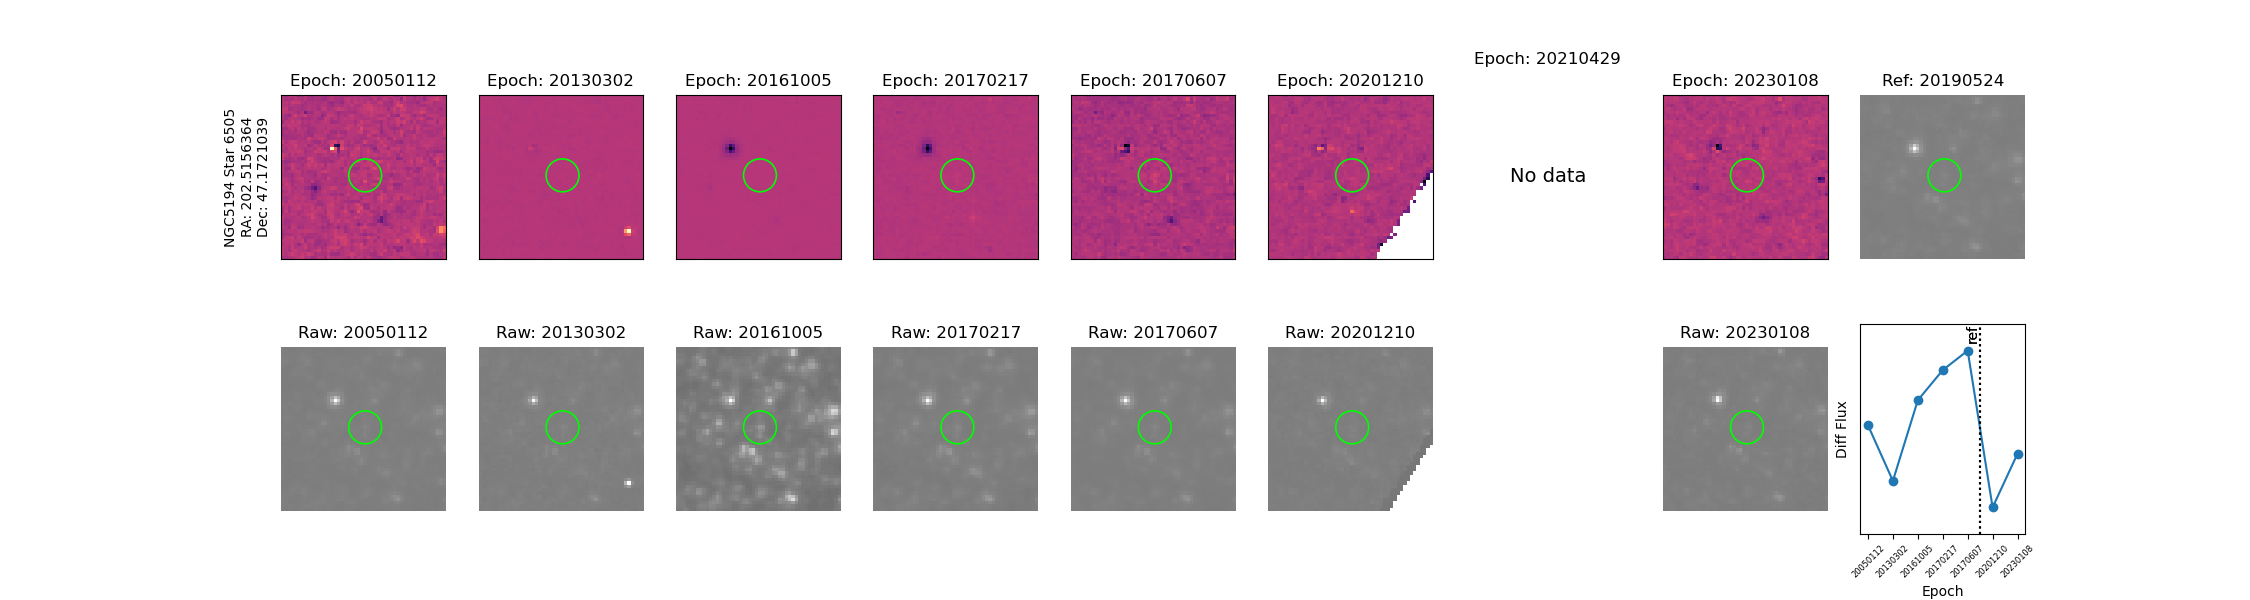 Epoch: 20210429
Epoch: 20050112
Epoch: 20130302
Epoch: 20161005
Epoch: 20170217
Epoch: 20170607
Epoch: 20201210
Epoch: 20230108
Ref: 20190524
NGC5194 Star 6505
RA: 202.5156364
Dec: 47.1721039
No data
Raw: 20050112
Raw: 20130302
Raw: 20161005
Raw: 20170217
Raw: 20170607
Raw: 20201210
Raw: 20230108
ref
Diff Flux
20050112
20130302
20161005
20170217
20170607
20201210
20230108
Epoch